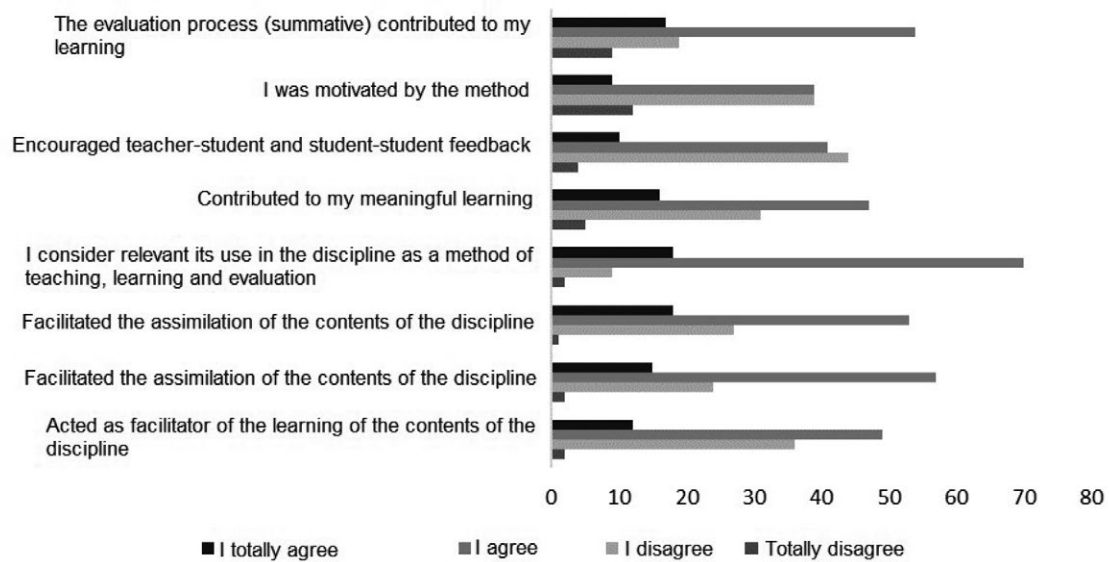 The evaluation process (summative) contributed to my
learning
I was motivated by the method
Encouraged teacher-student and student-student feedback
Contributed to my meaningful learning
I consider relevant its use in the discipline as a method of
teaching, learning and evaluation
Facilitated the assimilation of the contents of the discipline
Facilitated the assimilation of the contents of the discipline
Acted as facilitator of the learning of the contents of the
discipline
0 10 20 30 40 50 60 70 80
I totally agree I agree I disagree Totally disagree